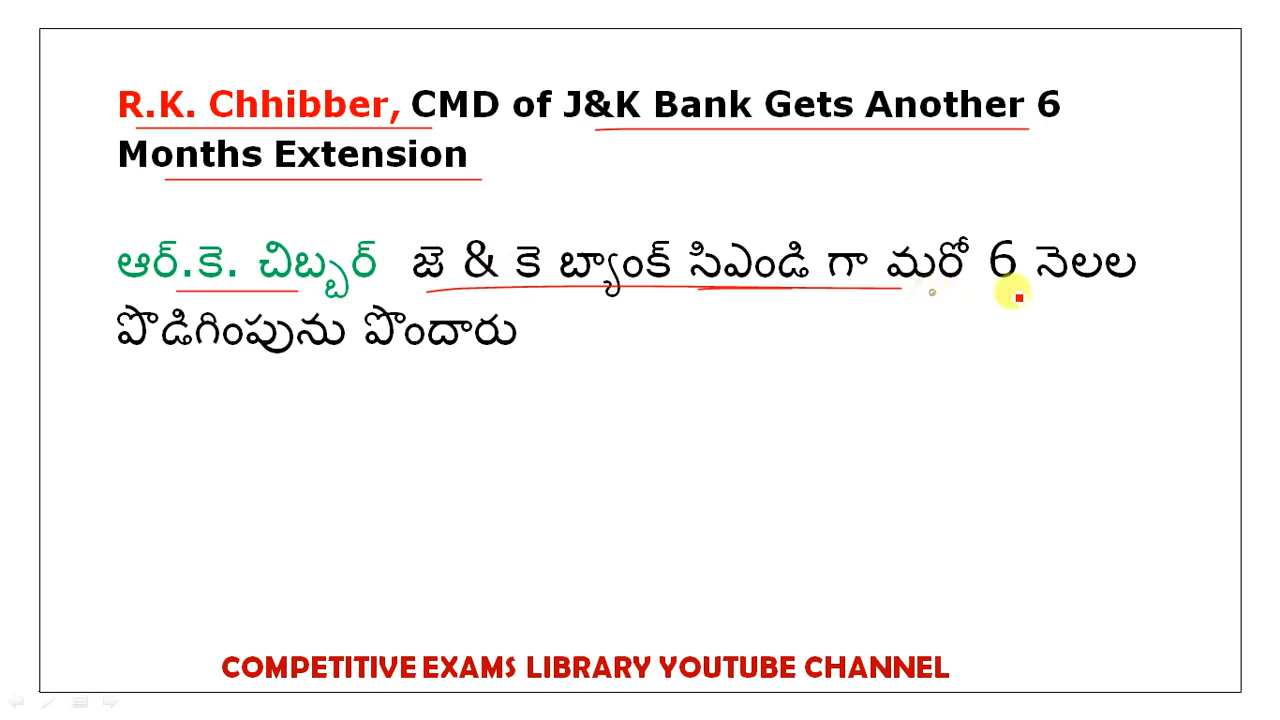 R.K. Chhibber, CMD of J&K Bank Gets Another 6
Months Extension
ఆర్.కె. చిబ్బర్ జె & కె బ్యాంక్ సిఎండి గా మరో 6 నెలల
పొడిగింపును పొందారు
COMPETITIVE EXAMS LIBRARY YOUTUBE CHANNEL